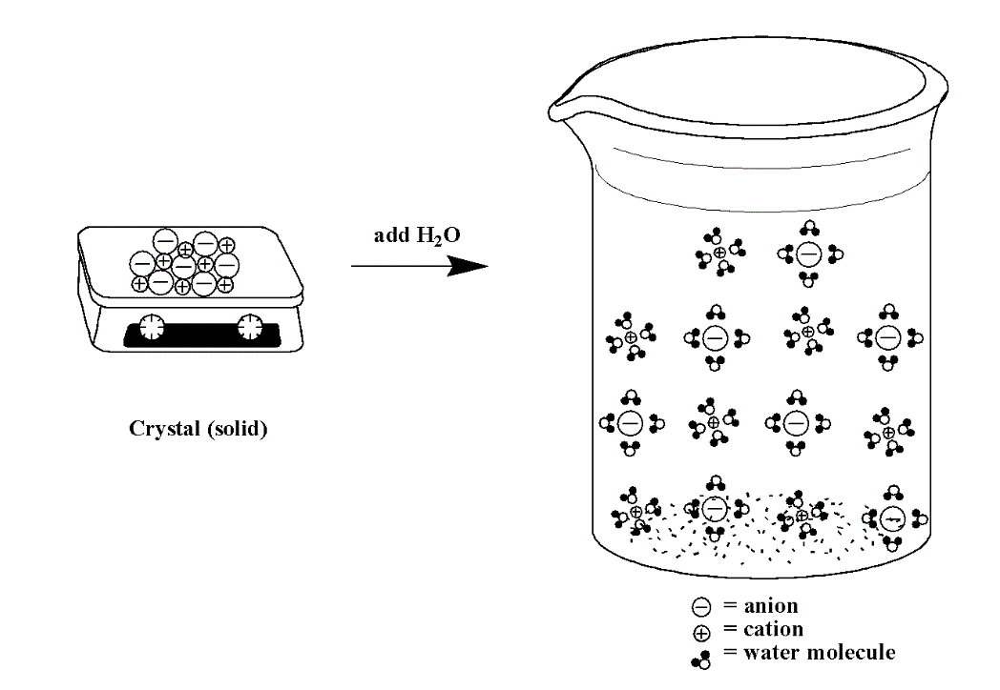 add H₂O
Crystal (solid)
= anion
= cation
= water molecule